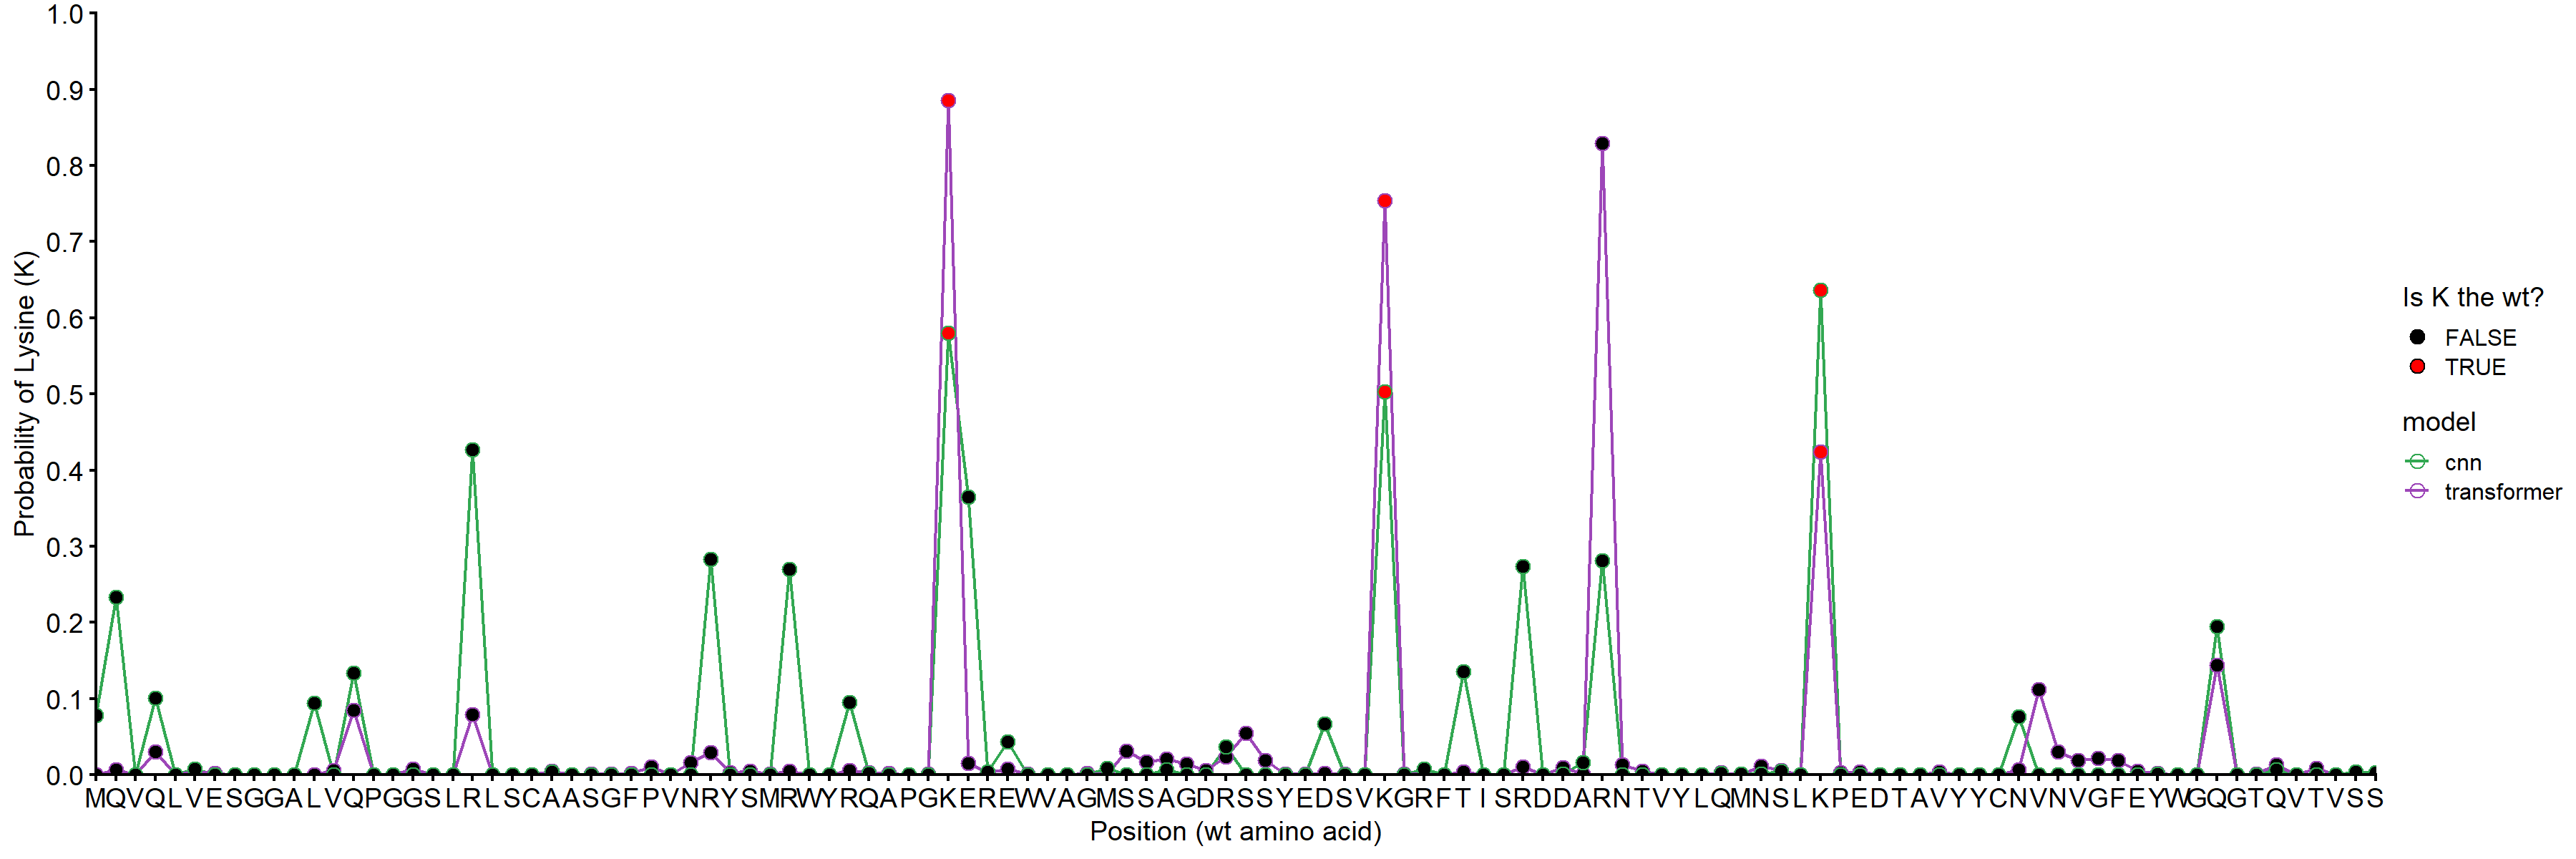 1.0
0.9
0.8
0.7
0.6
0.5
0.4
0.3
0.2
0.1
0.0
Probability of Lysine (K)
MQVQLVESGGALVQPGGSLRLSCAASGFPVNRYSMRWYRQAPGKEREWVAGMSSAGDRSSYEDSVKGRFTISRDDARNTVYLQMNSLKPEDTAVYYCNVNVGFEYWGQGTQVTVSS
Position (wt amino acid)
Is K the wt?
FALSE
TRUE
model
cnn
transformer